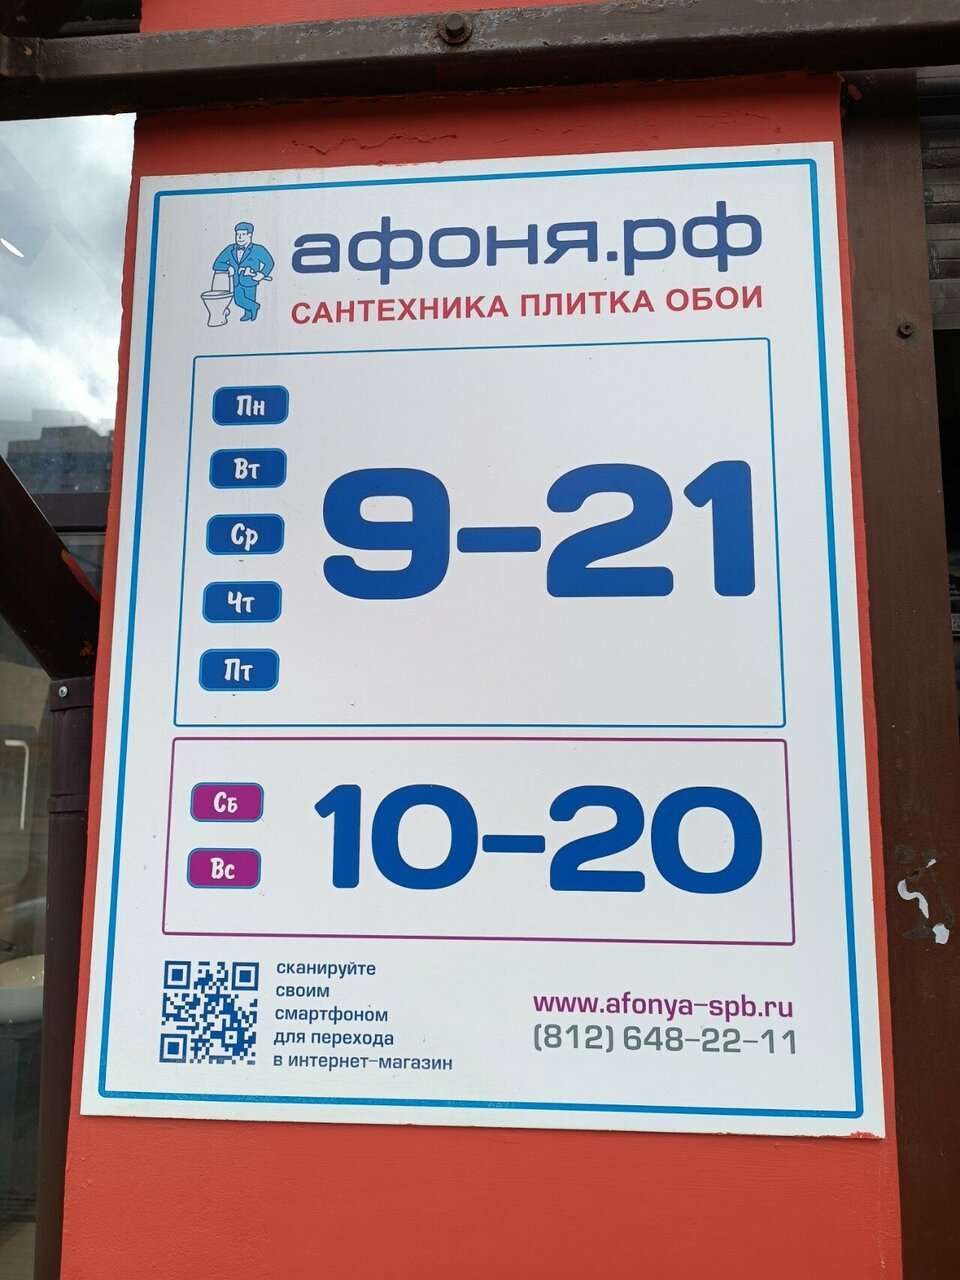 афоня.рф
САНТЕХНИКА ПЛИТКА ОБОИ
Пн
Вт
Ср
Чт
Пт
9-21
Сб
Вс
10-20
сканируйте
своим
смартфоном
для перехода
в интернет-магазин
www.afonya-spb.ru
(812) 648-22-11